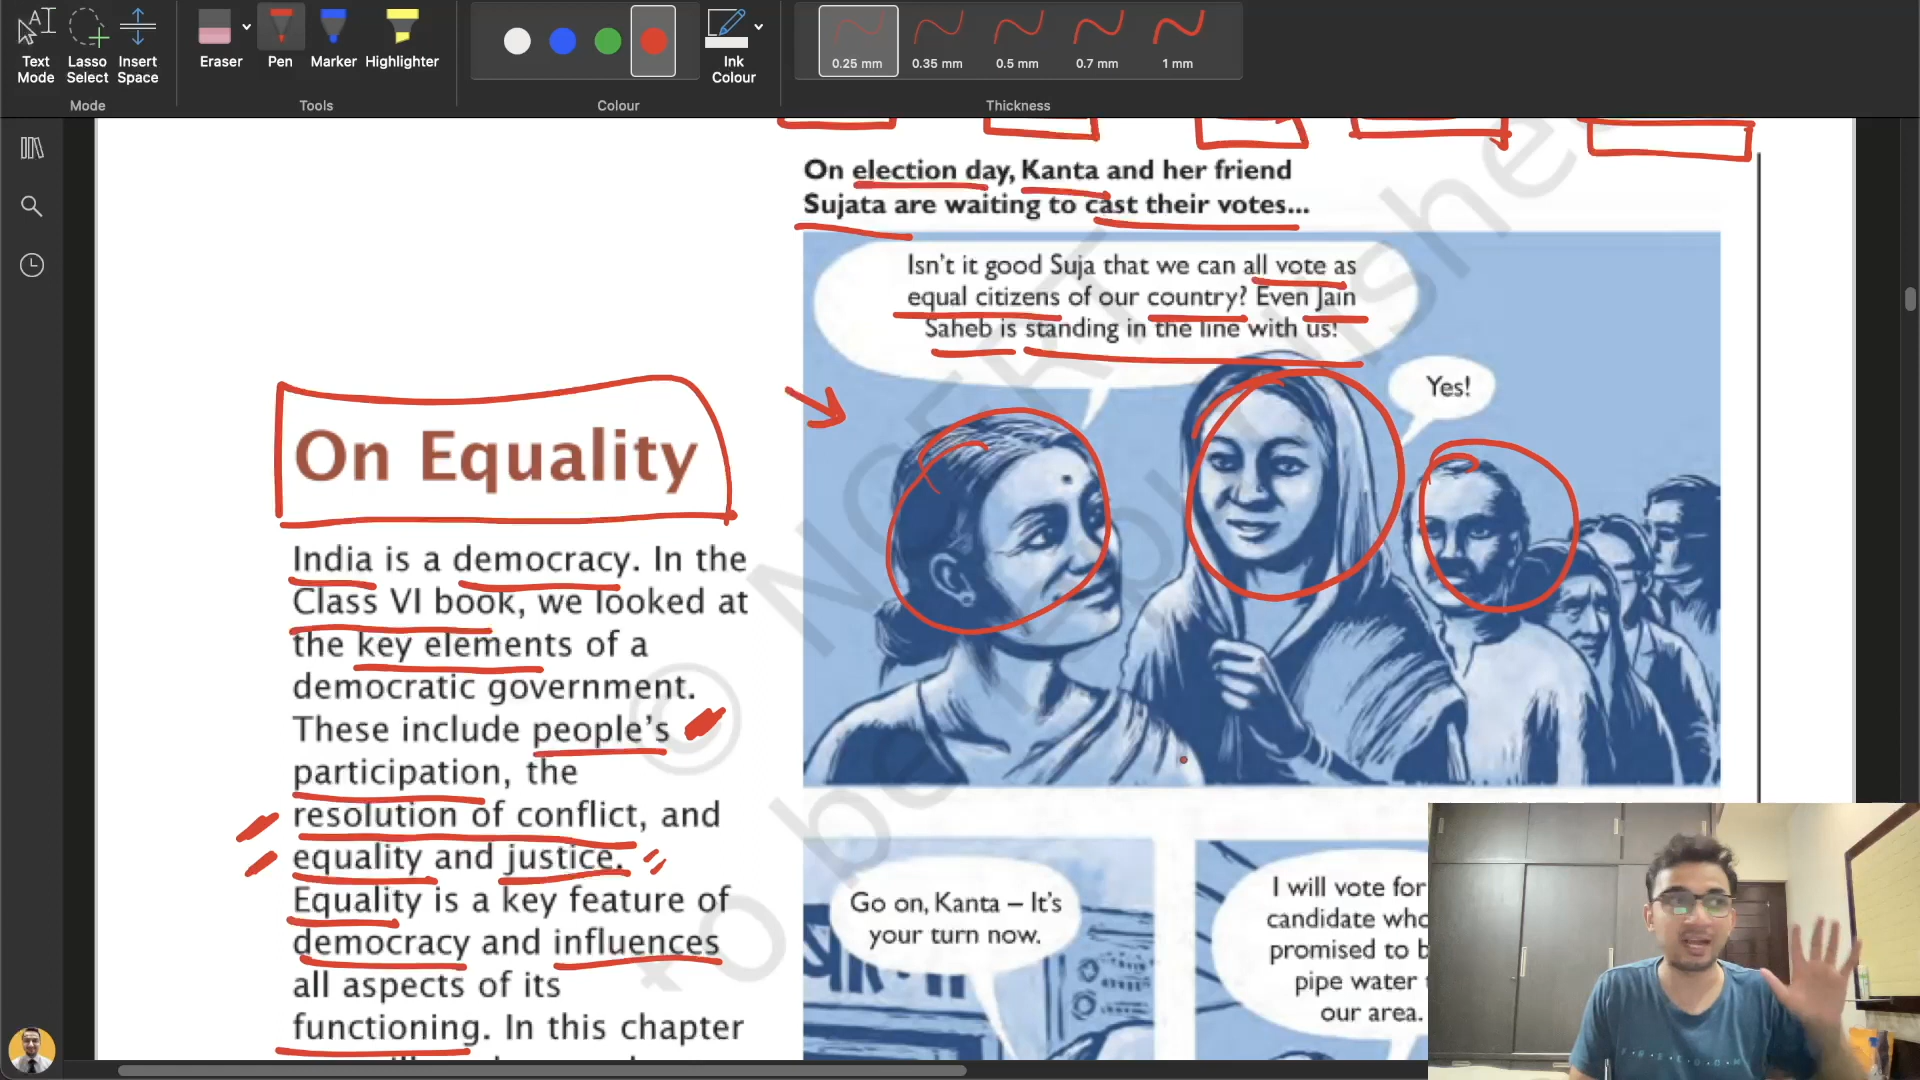 Text Mode
Lasso Select
Insert Space
Mode
Eraser
Pen
Marker
Highlighter
Tools
Colour
Ink Colour
0.25 mm
0.35 mm
0.5 mm
0.7 mm
1 mm
Thickness
On election day, Kanta and her friend
Sujata are waiting to cast their votes...
Isn't it good Suja that we can all vote as
equal citizens of our country? Even Jain
Saheb is standing in the line with us!
Yes!
On Equality
India is a democracy. In the
Class VI book, we looked at
the key elements of a
democratic government.
These include people's
participation, the
resolution of conflict, and
equality and justice.
Equality is a key feature of
democracy and influences
all aspects of its
functioning. In this chapter
Go on, Kanta – It's
your turn now.
I will vote for
candidate who
promised to b
pipe water
our area.
© NCERT
to be